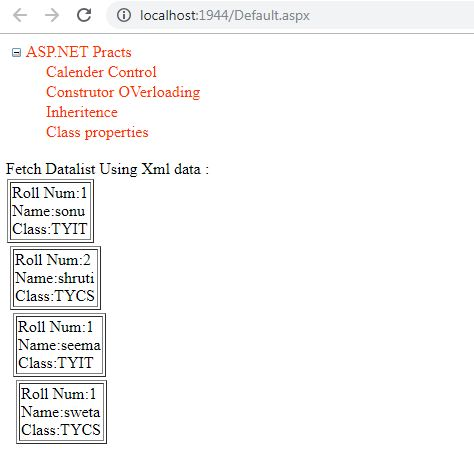 localhost:1944/Default.aspx
ASP.NET Practs
Calender Control
Construtor OVerloading
Inheritence
Class properties
Fetch Datalist Using Xml data :
Roll Num:1
Name:sonu
Class:TYIT
Roll Num:2
Name:shruti
Class:TYCS
Roll Num:1
Name:seema
Class:TYIT
Roll Num:1
Name:sweta
Class:TYCS